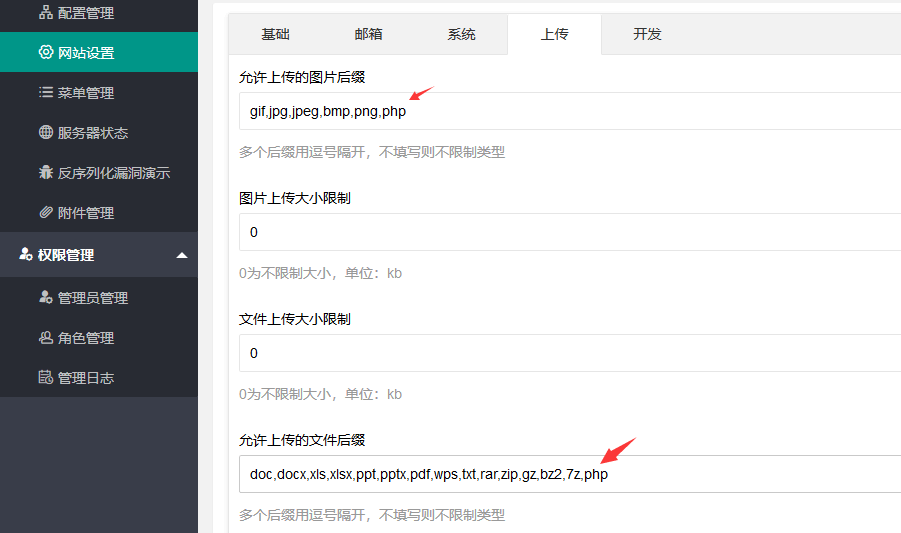 配置管理
网站设置
菜单管理
服务器状态
反序列化漏洞演示
附件管理
权限管理
管理员管理
角色管理
管理日志
基础 邮箱 系统 上传 开发
允许上传的图片后缀
gif,jpg,jpeg,bmp,png,php
多个后缀用逗号隔开，不填写则不限制类型
图片上传大小限制
0
0为不限制大小，单位：kb
文件上传大小限制
0
0为不限制大小，单位：kb
允许上传的文件后缀
doc,docx,xls,xlsx,ppt,pptx,pdf,wps,txt,rar,zip,gz,bz2,7z,php
多个后缀用逗号隔开，不填写则不限制类型